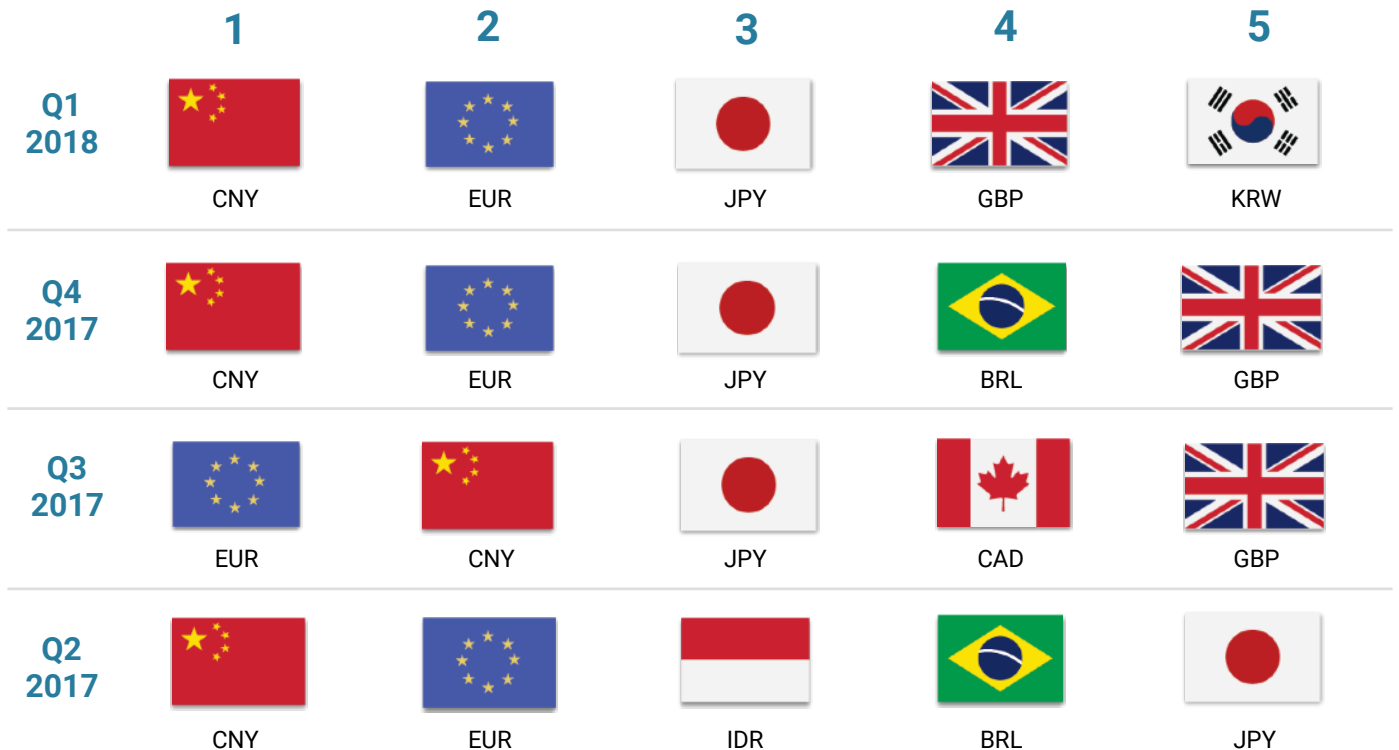 1 2 3 4 5
Q1
2018
CNY EUR JPY GBP KRW
Q4
2017
CNY EUR JPY BRL GBP
Q3
2017
EUR CNY JPY CAD GBP
Q2
2017
CNY EUR IDR BRL JPY